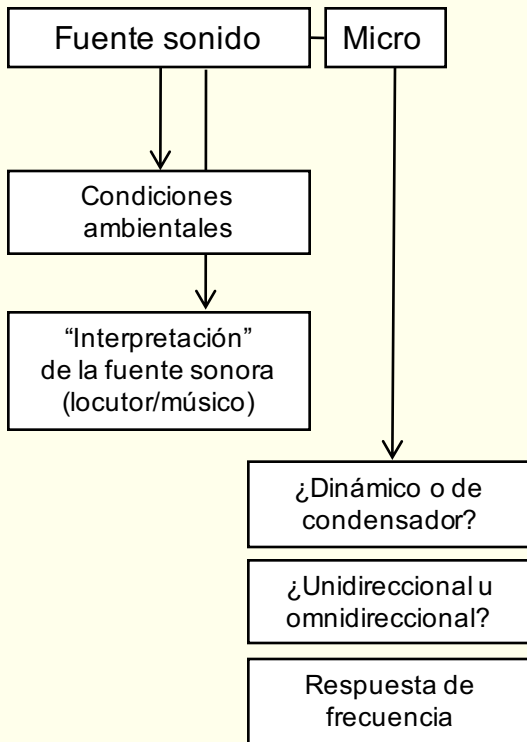 Fuente sonido
Micro
Condiciones
ambientales
“Interpretación”
de la fuente sonora
(locutor/músico)
¿Dinámico o de
condensador?
¿Unidireccional u
omnidireccional?
Respuesta de
frecuencia